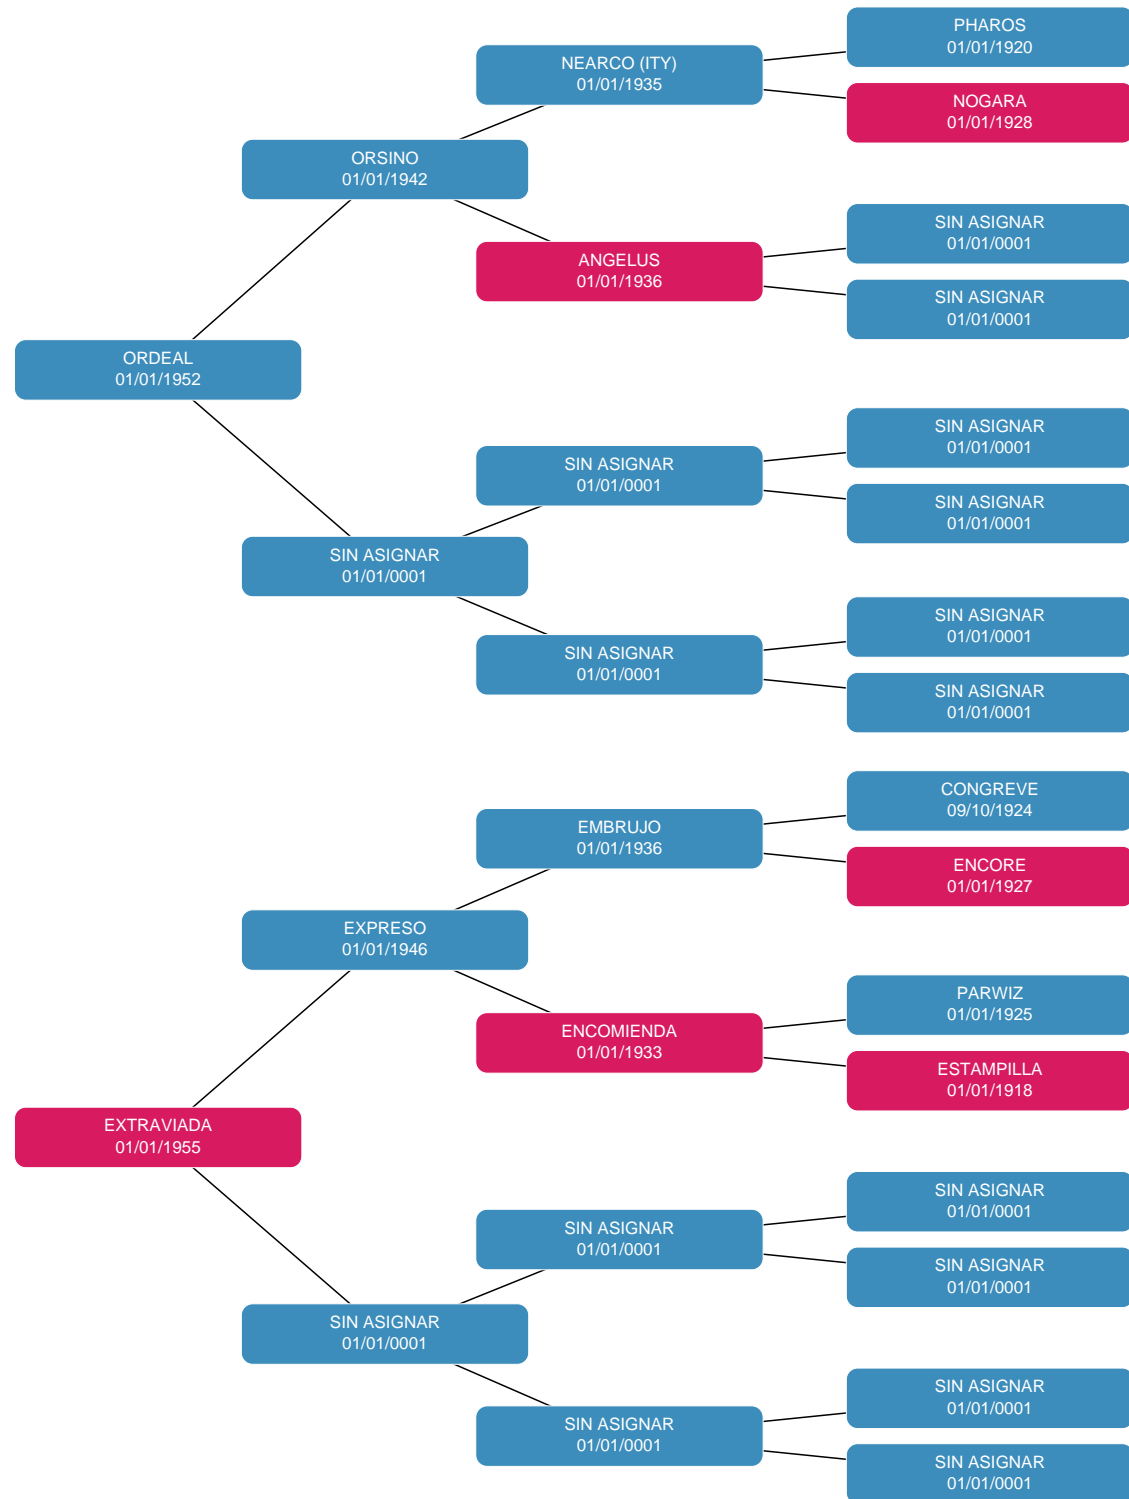 PHAROS
01/01/1920
NEARCO (ITY)
01/01/1935
NOGARA
01/01/1928
ORSINO
01/01/1942
SIN ASIGNAR
01/01/0001
ANGELUS
01/01/1936
SIN ASIGNAR
01/01/0001
ORDEAL
01/01/1952
SIN ASIGNAR
01/01/0001
SIN ASIGNAR
01/01/0001
SIN ASIGNAR
01/01/0001
SIN ASIGNAR
01/01/0001
SIN ASIGNAR
01/01/0001
SIN ASIGNAR
01/01/0001
SIN ASIGNAR
01/01/0001
CONGREVE
09/10/1924
EMBRUJO
01/01/1936
ENCORE
01/01/1927
EXPRESO
01/01/1946
PARWIZ
01/01/1925
ENCOMIENDA
01/01/1933
ESTAMPILLA
01/01/1918
EXTRAVIADA
01/01/1955
SIN ASIGNAR
01/01/0001
SIN ASIGNAR
01/01/0001
SIN ASIGNAR
01/01/0001
SIN ASIGNAR
01/01/0001
SIN ASIGNAR
01/01/0001
SIN ASIGNAR
01/01/0001
SIN ASIGNAR
01/01/0001